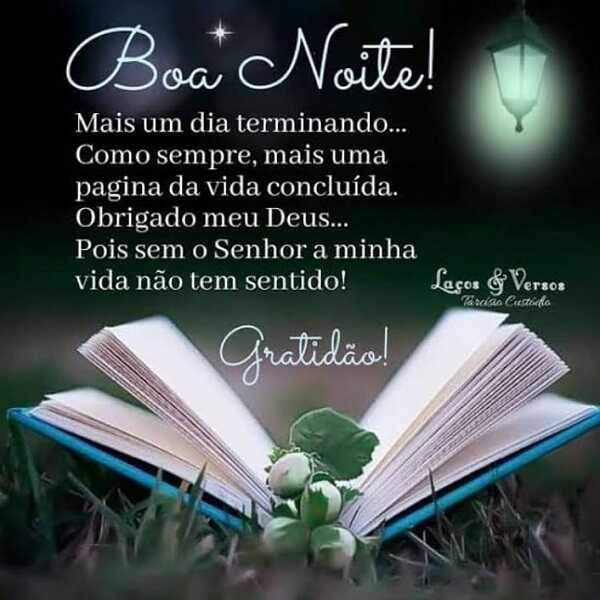 Boa Noite!
Mais um dia terminando...
Como sempre, mais uma
pagina da vida concluída.
Obrigado meu Deus...
Pois sem o Senhor a minha
vida não tem sentido!
Laços & Versos
Tarcísio Custódio
Gratidão!